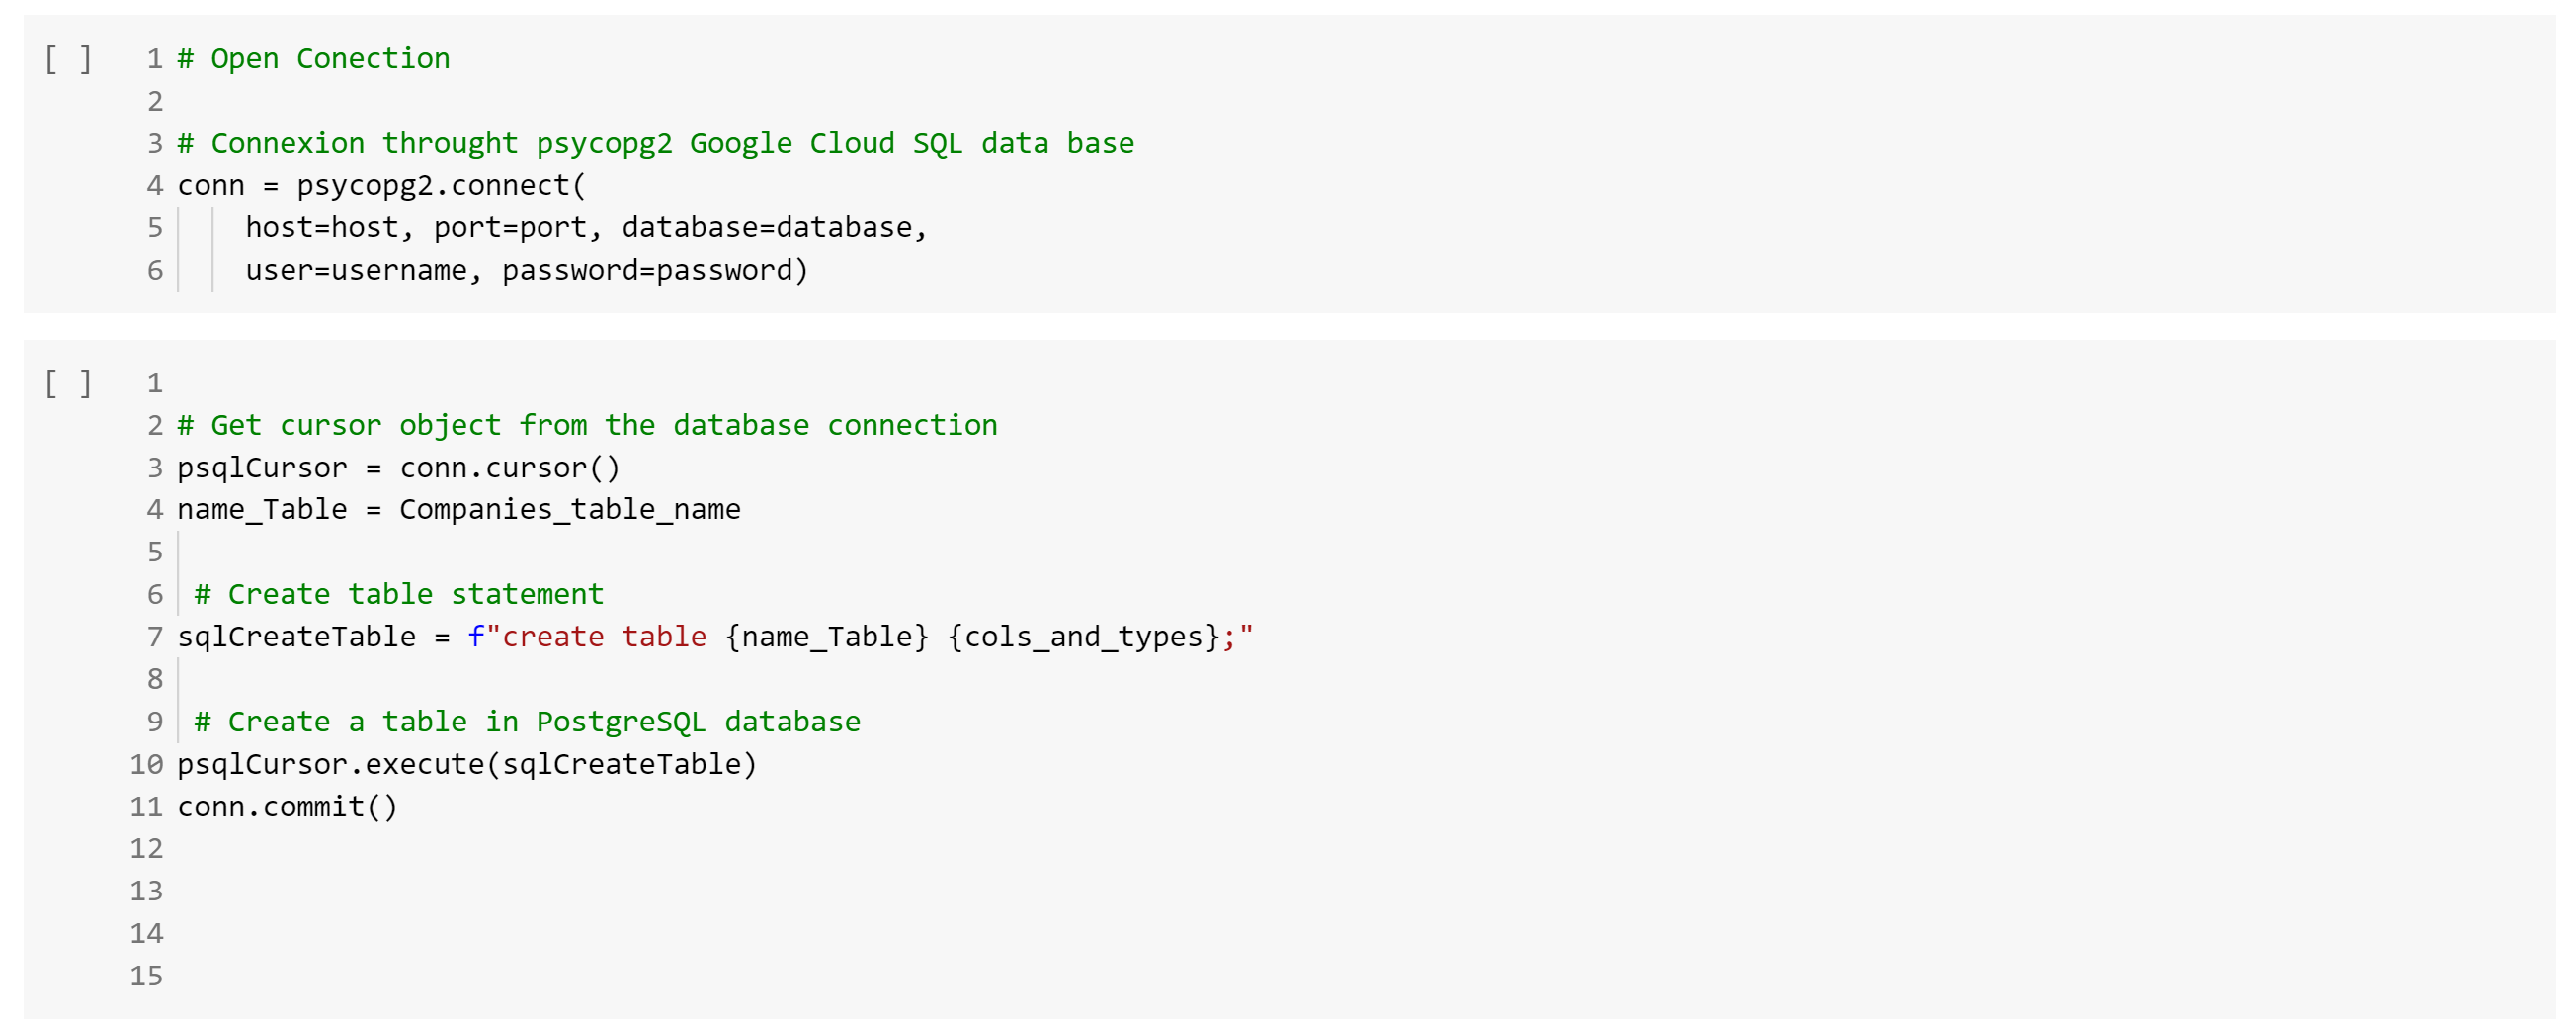 [ ] 1 # Open Conection
2
3 # Connexion throught psycopg2 Google Cloud SQL data base
4 conn = psycopg2.connect(
5     host=host, port=port, database=database,
6     user=username, password=password)
[ ] 1
2 # Get cursor object from the database connection
3 psqlCursor = conn.cursor()
4 name_Table = Companies_table_name
5
6  # Create table statement
7 sqlCreateTable = f"create table {name_Table} {cols_and_types};"
8
9  # Create a table in PostgreSQL database
10 psqlCursor.execute(sqlCreateTable)
11 conn.commit()
12
13
14
15